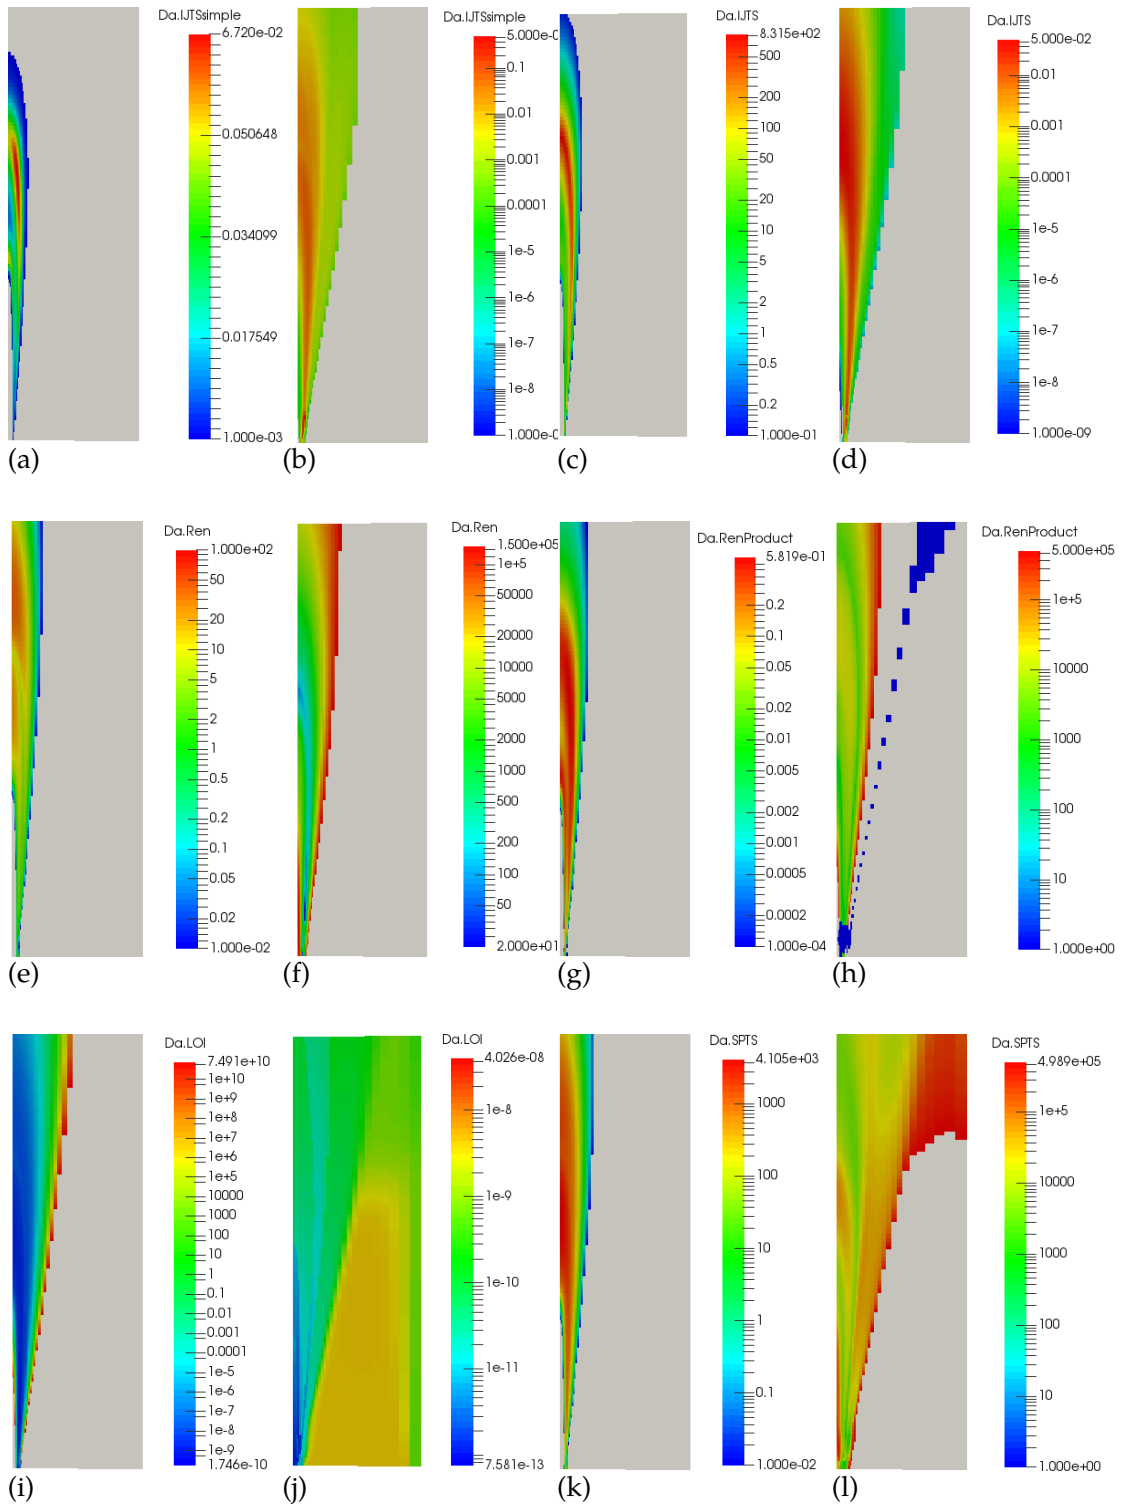 Da.IJTSsimple
6.720e-02
0.050648
0.034099
0.017549
1.000e-03
(a)
Da.IJTSsimple
5.000e-0
0.1
0.01
0.001
0.0001
1e-5
1e-6
1e-7
1e-8
1.000e-0
(b)
Da.IJTS
8.315e+02
500
200
100
50
20
10
5
2
1
0.5
0.2
1.000e-01
(c)
Da.IJTS
5.000e-02
0.01
0.001
0.0001
1e-5
1e-6
1e-7
1e-8
1.000e-09
(d)
Da.Ren
1.000e+02
50
20
10
5
2
1
0.5
0.2
0.1
0.05
0.02
1.000e-02
(e)
Da.Ren
1.500e+05
1e+5
50000
20000
10000
5000
2000
1000
500
200
100
50
2.000e+01
(f)
Da.RenProduct
5.819e-01
0.2
0.1
0.05
0.02
0.01
0.005
0.002
0.001
0.0005
0.0002
1.000e-04
(g)
Da.RenProduct
5.000e+05
1e+5
10000
1000
100
10
1.000e+00
(h)
Da.LOI
7.491e+10
1e+10
1e+9
1e+8
1e+7
1e+6
1e+5
10000
1000
100
10
1
0.1
0.01
0.001
0.0001
1e-5
1e-6
1e-7
1e-8
1e-9
1.746e-10
(i)
Da.LOI
4.026e-08
1e-8
1e-9
1e-10
1e-11
7.581e-13
(j)
Da.SPTS
4.105e+03
1000
100
10
1
0.1
1.000e-02
(k)
Da.SPTS
4.989e+05
1e+5
10000
1000
100
10
1.000e+00
(l)